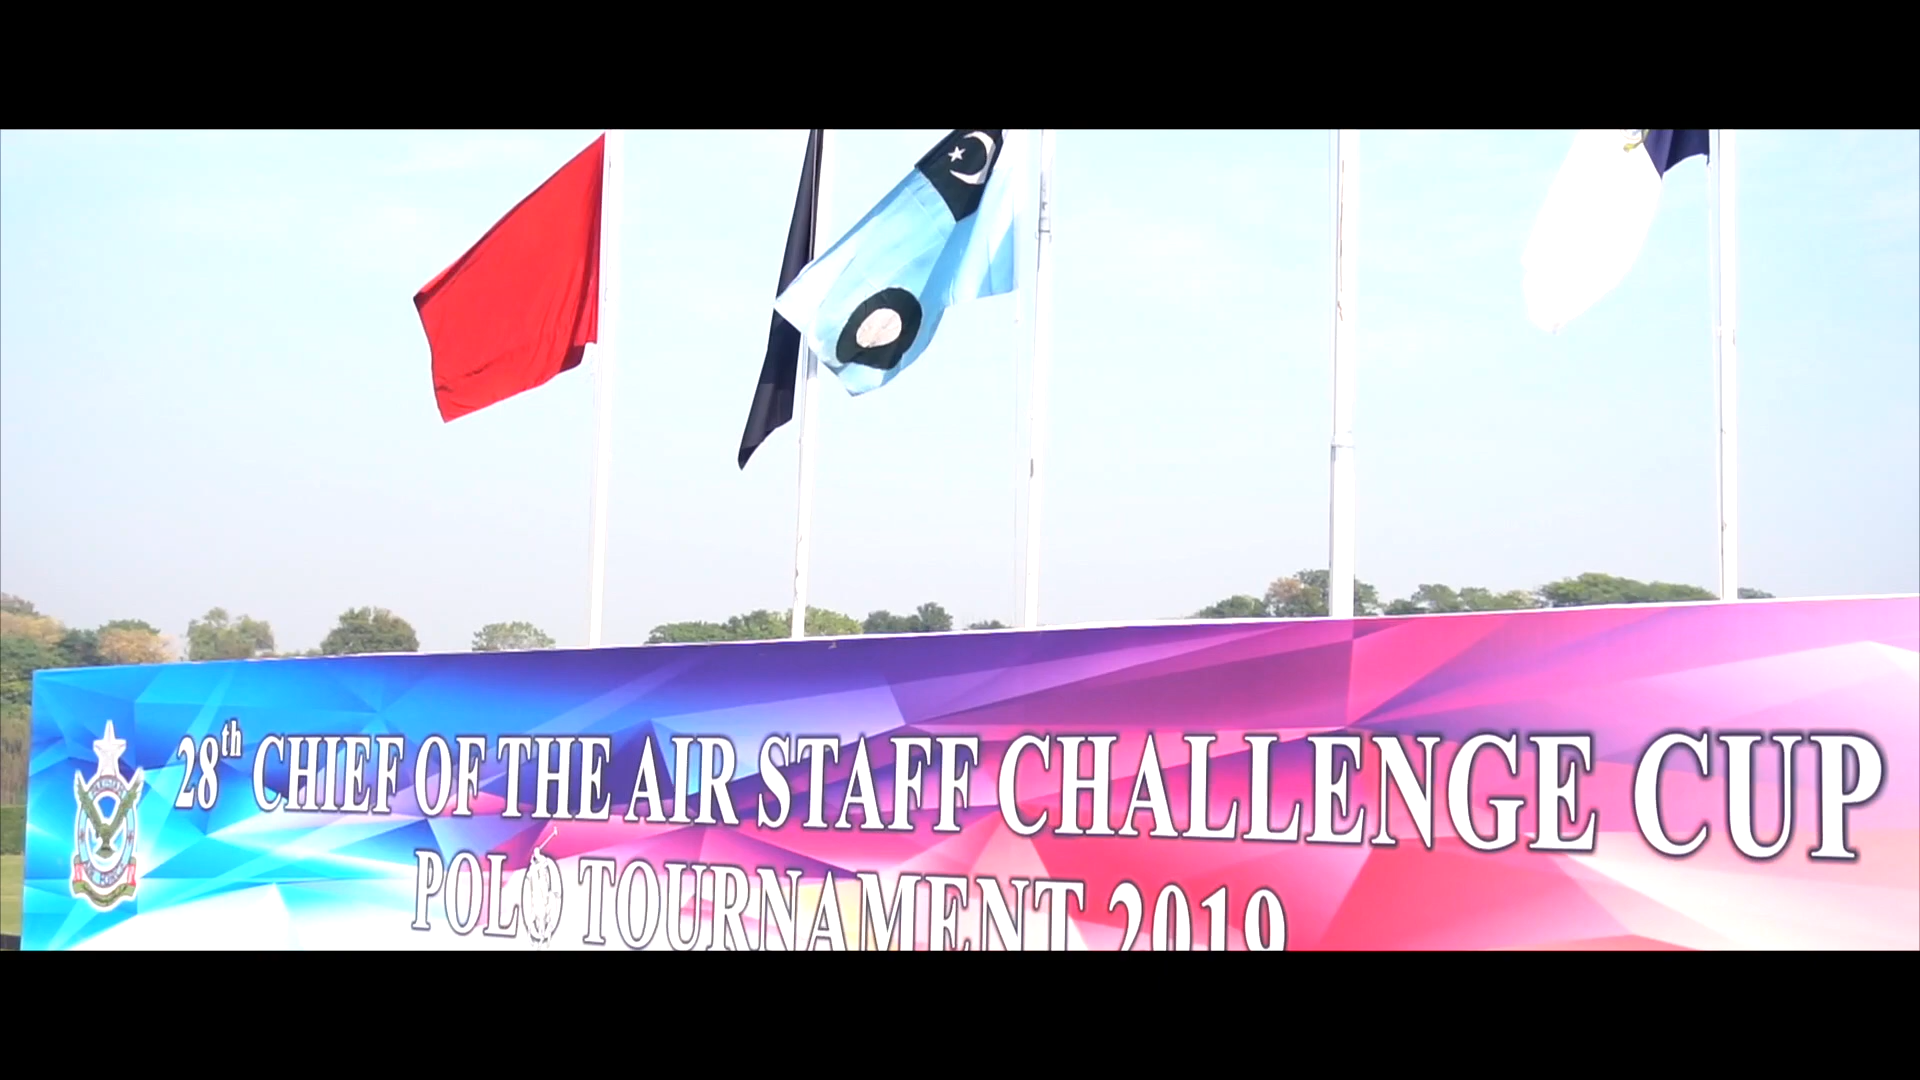 28th CHIEF OF THE AIR STAFF CHALLENGE CUP
POLO TOURNAMENT 2019